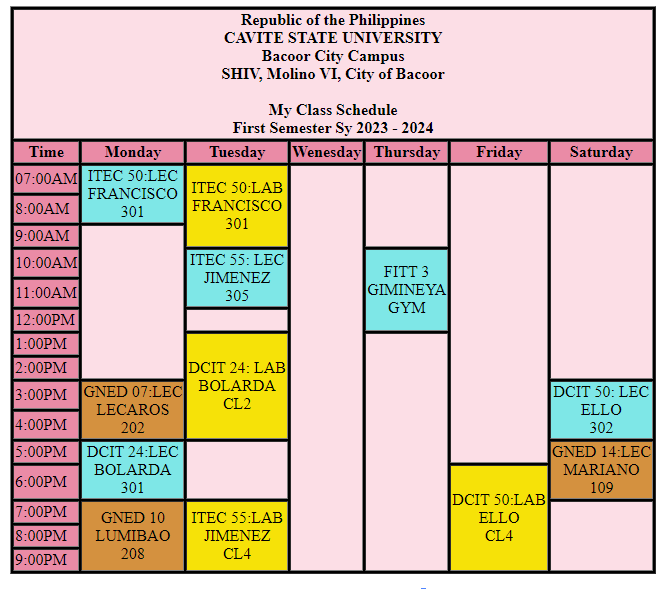 Republic of the Philippines
CAVITE STATE UNIVERSITY
Bacoor City Campus
SHIV, Molino VI, City of Bacoor
My Class Schedule
First Semester Sy 2023 - 2024
Time Monday Tuesday Wenesday Thursday Friday Saturday
07:00AM
8:00AM
9:00AM
10:00AM
11:00AM
12:00PM
1:00PM
2:00PM
3:00PM
4:00PM
5:00PM
6:00PM
7:00PM
8:00PM
9:00PM
ITEC 50:LEC
FRANCISCO
301
GNED 07:LEC
LECAROS
202
DCIT 24:LEC
BOLARDA
301
GNED 10
LUMIBAO
208
ITEC 50:LAB
FRANCISCO
301
ITEC 55: LEC
JIMENEZ
305
DCIT 24: LAB
BOLARDA
CL2
ITEC 55:LAB
JIMENEZ
CL4
FITT 3
GIMINEYA
GYM
DCIT 50:LAB
ELLO
CL4
DCIT 50: LEC
ELLO
302
GNED 14:LEC
MARIANO
109